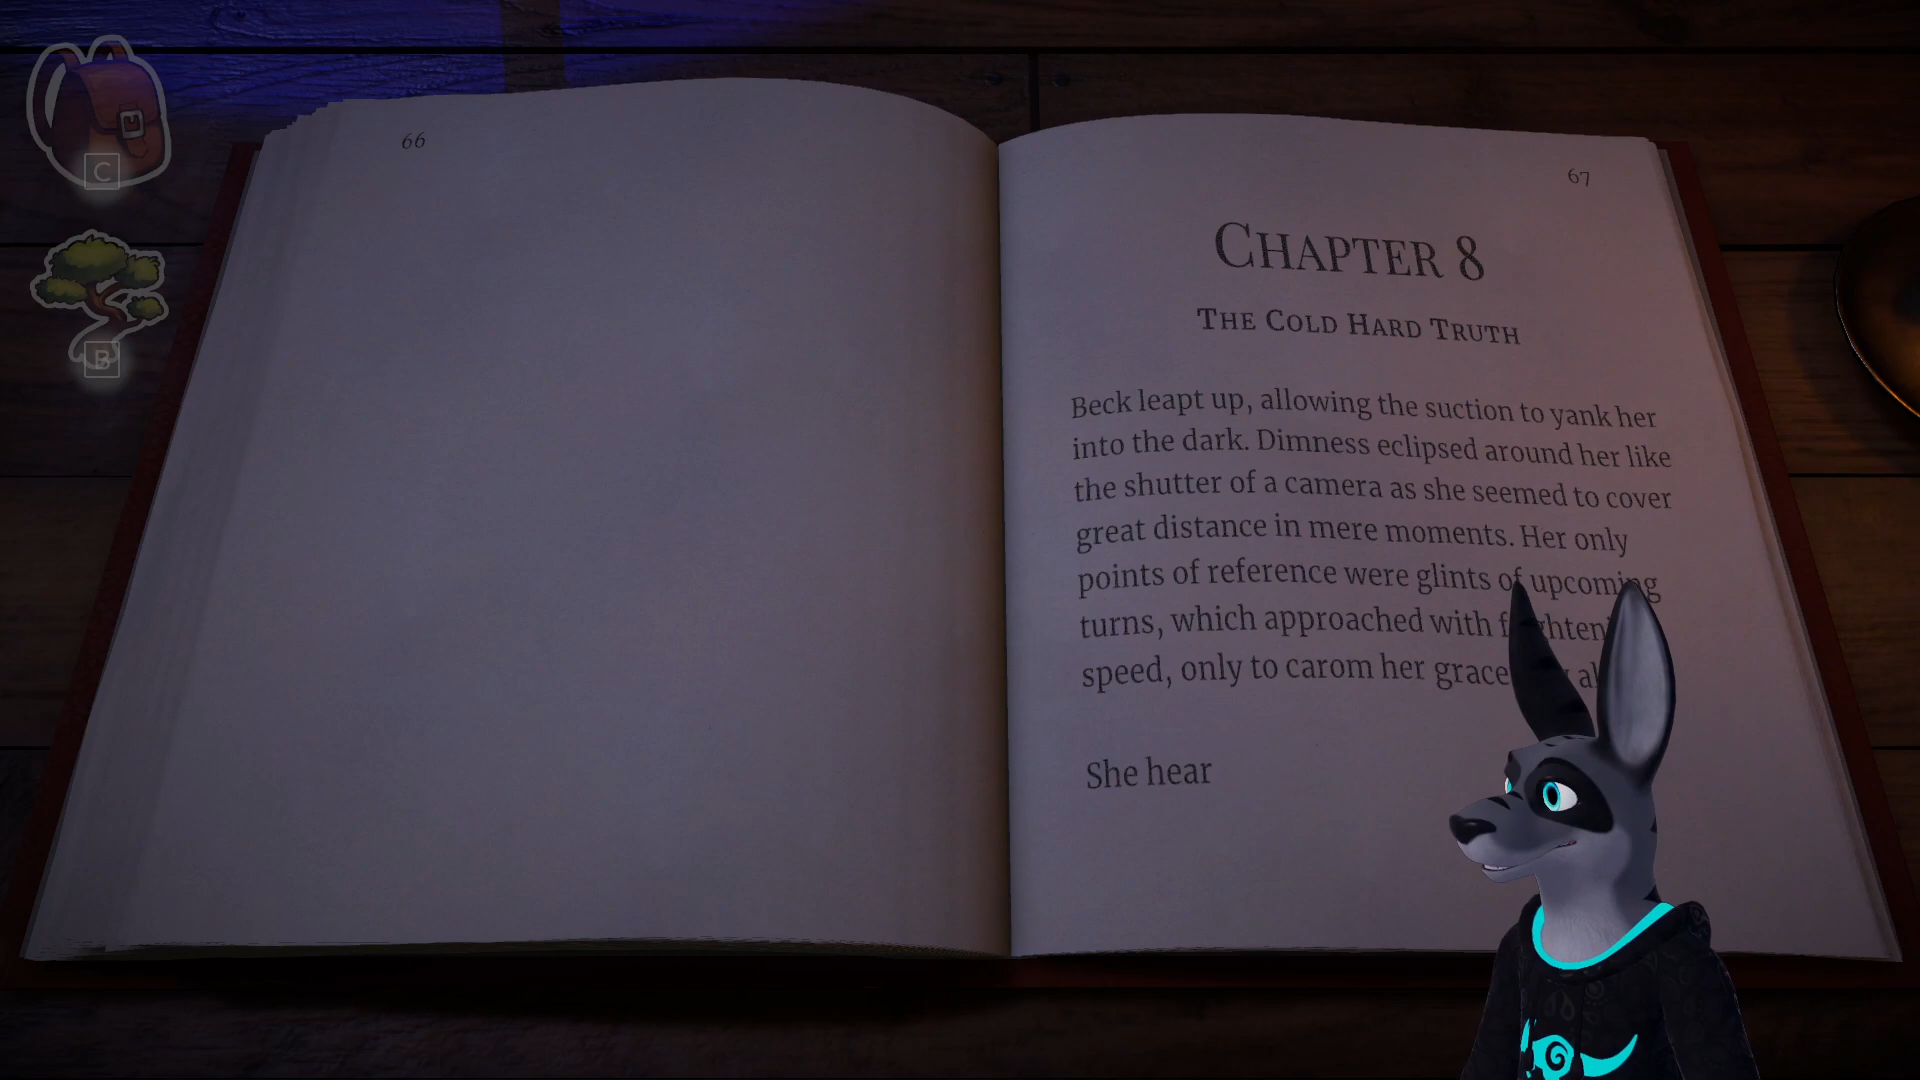 C
B
66
67
Chapter 8
The Cold Hard Truth
Beck leapt up, allowing the suction to yank her
into the dark. Dimness eclipsed around her like
the shutter of a camera as she seemed to cover
great distance in mere moments. Her only
points of reference were glints of upcoming
turns, which approached with
speed, only to carom her
She hear